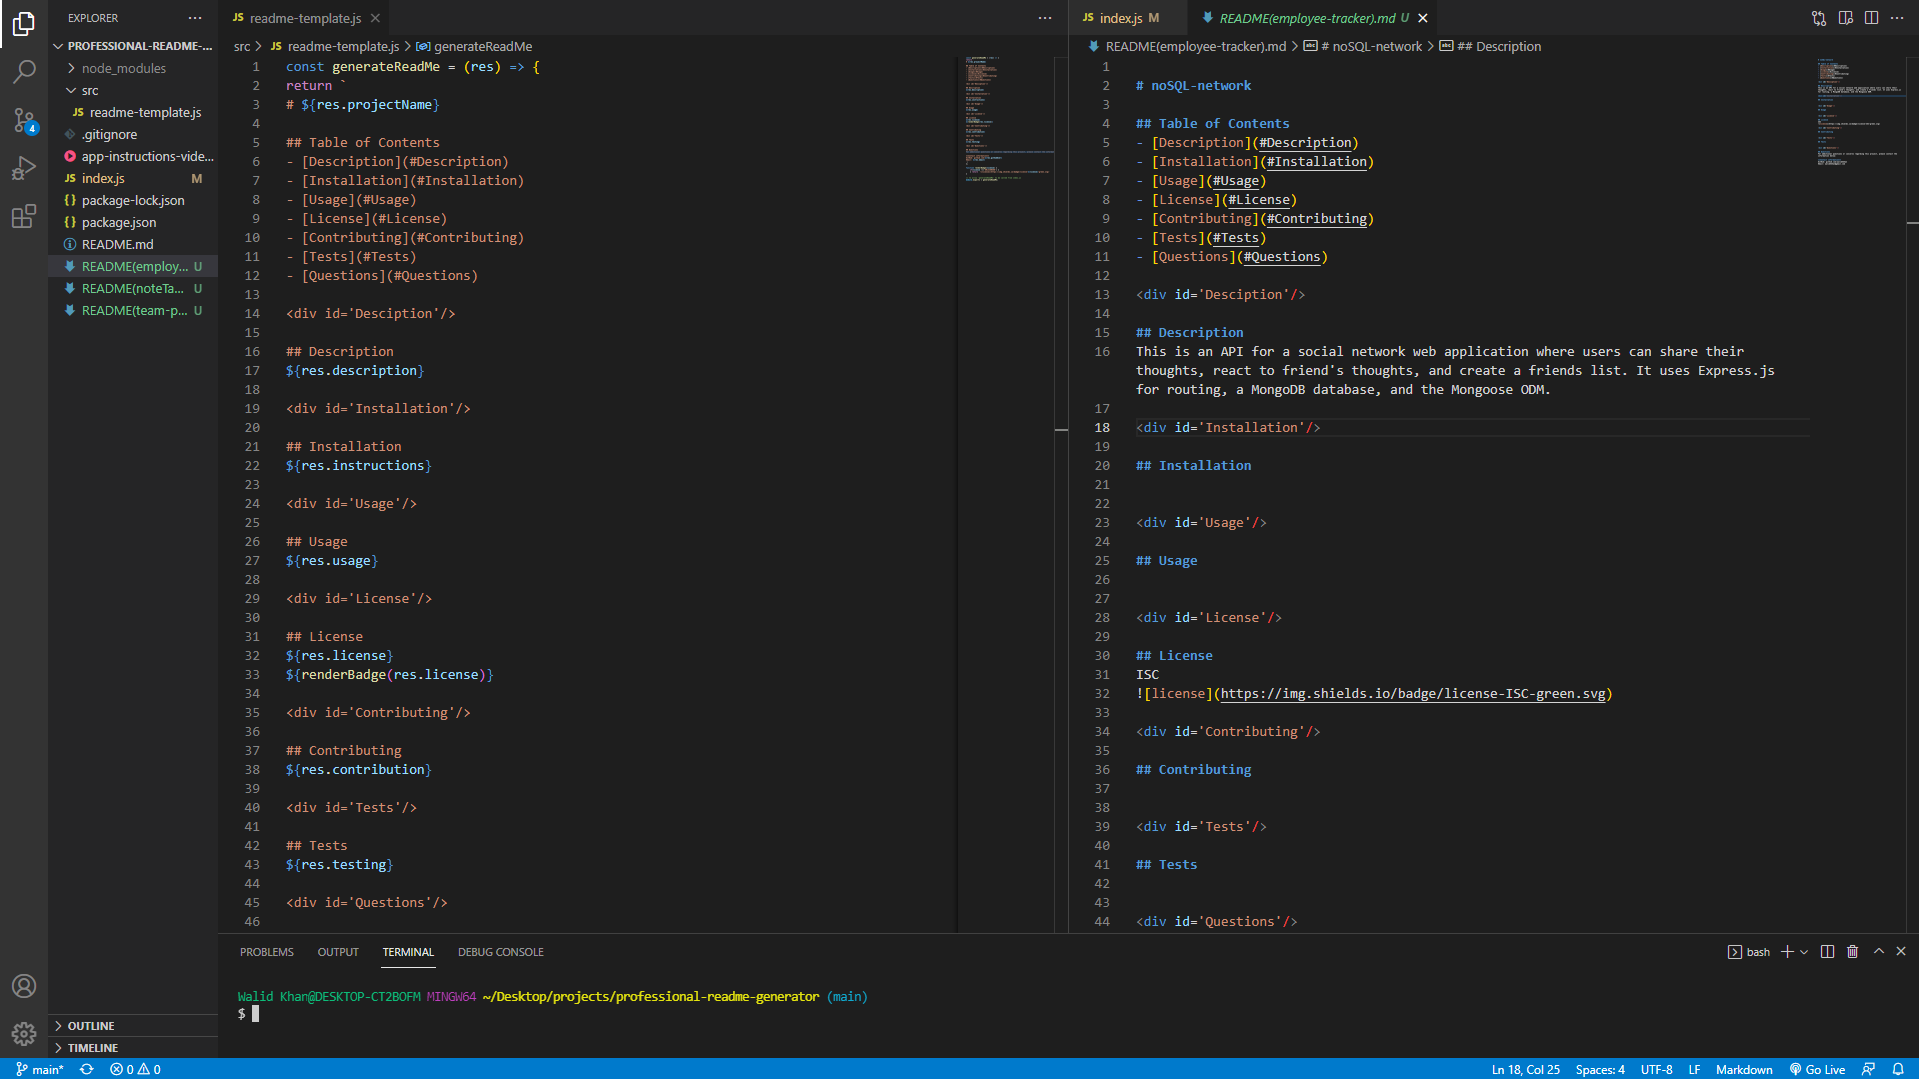 EXPLORER
PROFESSIONAL-README-...
node_modules
src
JS readme-template.js
.gitignore
app-instructions-vide...
JS index.js M
{} package-lock.json
{} package.json
README.md
README(employ... U
README(noteTa... U
README(team-p... U
OUTLINE
TIMELINE
4
JS readme-template.js
src > JS readme-template.js > generateReadMe
1 const generateReadMe = (res) => {
2 return `
3 # ${res.projectName}
4
5 ## Table of Contents
6 - [Description](#Description)
7 - [Installation](#Installation)
8 - [Usage](#Usage)
9 - [License](#License)
10 - [Contributing](#Contributing)
11 - [Tests](#Tests)
12 - [Questions](#Questions)
13
14 <div id='Desciption'/>
15
16 ## Description
17 ${res.description}
18
19 <div id='Installation'/>
20
21 ## Installation
22 ${res.instructions}
23
24 <div id='Usage'/>
25
26 ## Usage
27 ${res.usage}
28
29 <div id='License'/>
30
31 ## License
32 ${res.license}
33 ${renderBadge(res.license)}
34
35 <div id='Contributing'/>
36
37 ## Contributing
38 ${res.contribution}
39
40 <div id='Tests'/>
41
42 ## Tests
43 ${res.testing}
44
45 <div id='Questions'/>
46
JS index.js M
README(employee-tracker).md U
README(employee-tracker).md > # noSQL-network > ## Description
1
2 # noSQL-network
3
4 ## Table of Contents
5 - [Description](#Description)
6 - [Installation](#Installation)
7 - [Usage](#Usage)
8 - [License](#License)
9 - [Contributing](#Contributing)
10 - [Tests](#Tests)
11 - [Questions](#Questions)
12
13 <div id='Desciption'/>
14
15 ## Description
16 This is an API for a social network web application where users can share their
thoughts, react to friend's thoughts, and create a friends list. It uses Express.js
for routing, a MongoDB database, and the Mongoose ODM.
17
18 <div id='Installation'/>
19
20 ## Installation
21
22
23 <div id='Usage'/>
24
25 ## Usage
26
27
28 <div id='License'/>
29
30 ## License
31 ISC
32 ![license](https://img.shields.io/badge/license-ISC-green.svg)
33
34 <div id='Contributing'/>
35
36 ## Contributing
37
38
39 <div id='Tests'/>
40
41 ## Tests
42
43
44 <div id='Questions'/>
PROBLEMS OUTPUT TERMINAL DEBUG CONSOLE
bash
Walid Khan@DESKTOP-CT2BOFM MINGW64 ~/Desktop/projects/professional-readme-generator (main)
$
main* 0 0
Ln 18, Col 25 Spaces: 4 UTF-8 LF Markdown Go Live